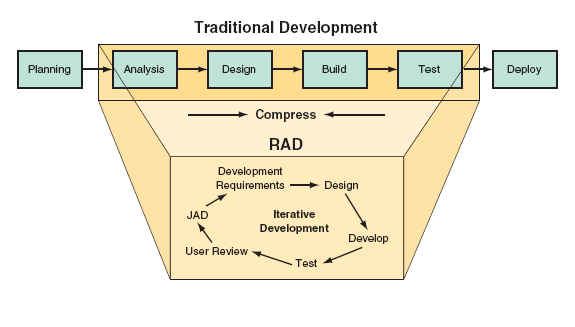 Traditional Development
Planning
Analysis
Design
Build
Test
Deploy
Compress
RAD
Development
Requirements
Design
JAD
Iterative
Development
Develop
User Review
Test